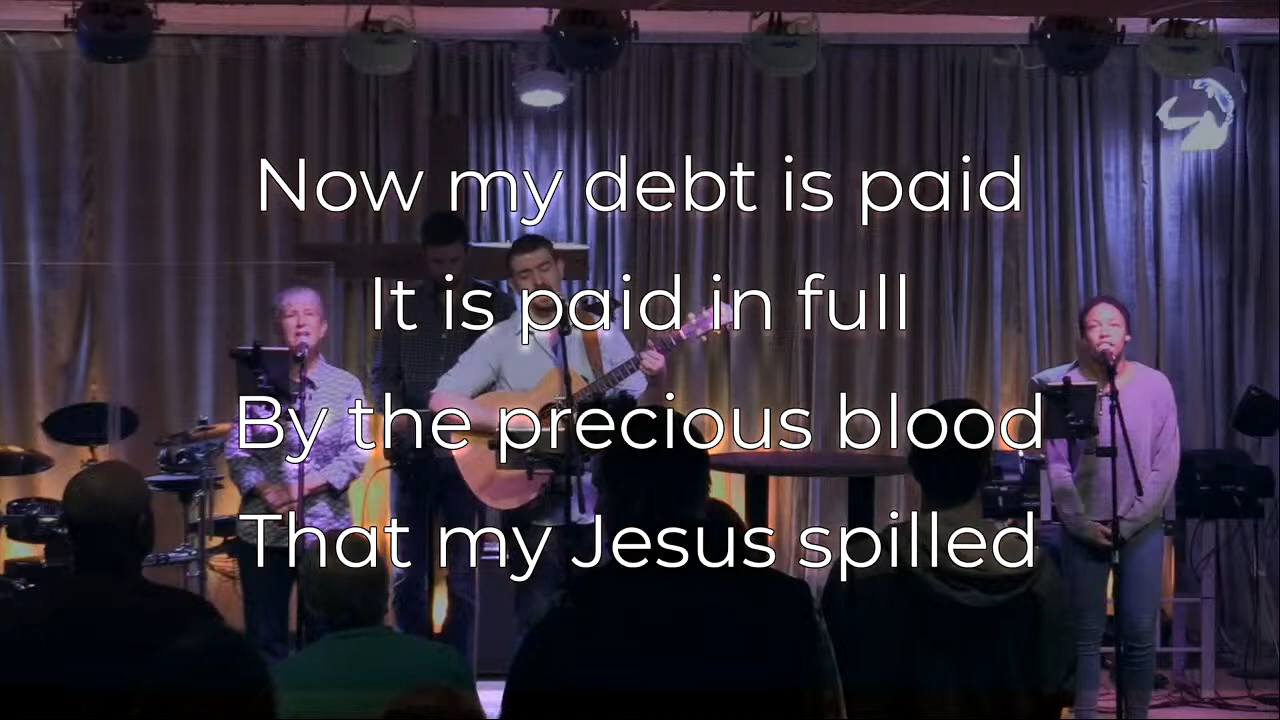 Now my debt is paid
It is paid in full
By the precious blood
That my Jesus spilled